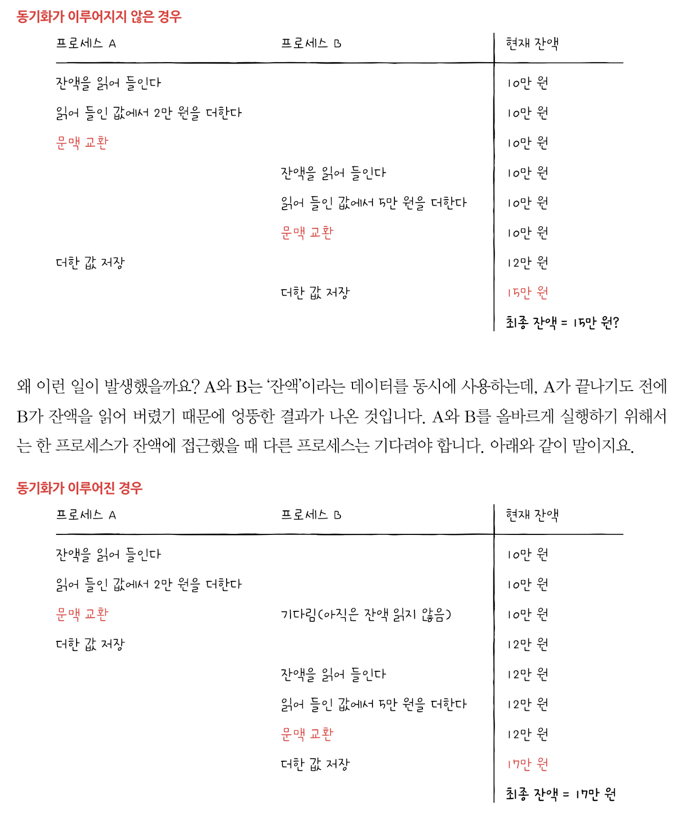 동기화가 이루어지지 않은 경우
프로세스 A 프로세스 B 현재 잔액
잔액을 읽어 들인다 10만 원
읽어 들인 값에서 2만 원을 더한다 10만 원
문맥 교환 10만 원
잔액을 읽어 들인다 10만 원
읽어 들인 값에서 5만 원을 더한다 10만 원
문맥 교환 10만 원
더한 값 저장 12만 원
더한 값 저장 15만 원
최종 잔액 = 15만 원?
왜 이런 일이 발생했을까요? A와 B는 ‘잔액’이라는 데이터를 동시에 사용하는데, A가 끝나기도 전에
B가 잔액을 읽어 버렸기 때문에 엉뚱한 결과가 나온 것입니다. A와 B를 올바르게 실행하기 위해서
는 한 프로세스가 잔액에 접근했을 때 다른 프로세스는 기다려야 합니다. 아래와 같이 말이지요.
동기화가 이루어진 경우
프로세스 A 프로세스 B 현재 잔액
잔액을 읽어 들인다 10만 원
읽어 들인 값에서 2만 원을 더한다 10만 원
문맥 교환 기다림(아직은 잔액 읽지 않음) 10만 원
더한 값 저장 12만 원
잔액을 읽어 들인다 12만 원
읽어 들인 값에서 5만 원을 더한다 12만 원
문맥 교환 12만 원
더한 값 저장 17만 원
최종 잔액 = 17만 원